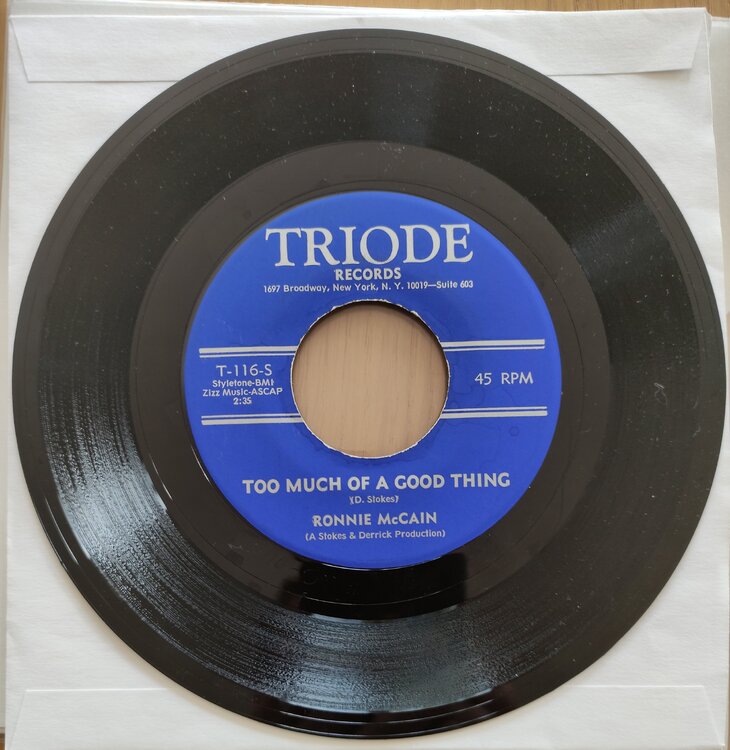 TRIODE
RECORDS
1697 Broadway, New York, N. Y. 10019—Suite 603
T-116-S
Styletone-BMI
Zizz Music-ASCAP
2:35
45 RPM
TOO MUCH OF A GOOD THING
(D. Stokes)
RONNIE McCAIN
(A Stokes & Derrick Production)